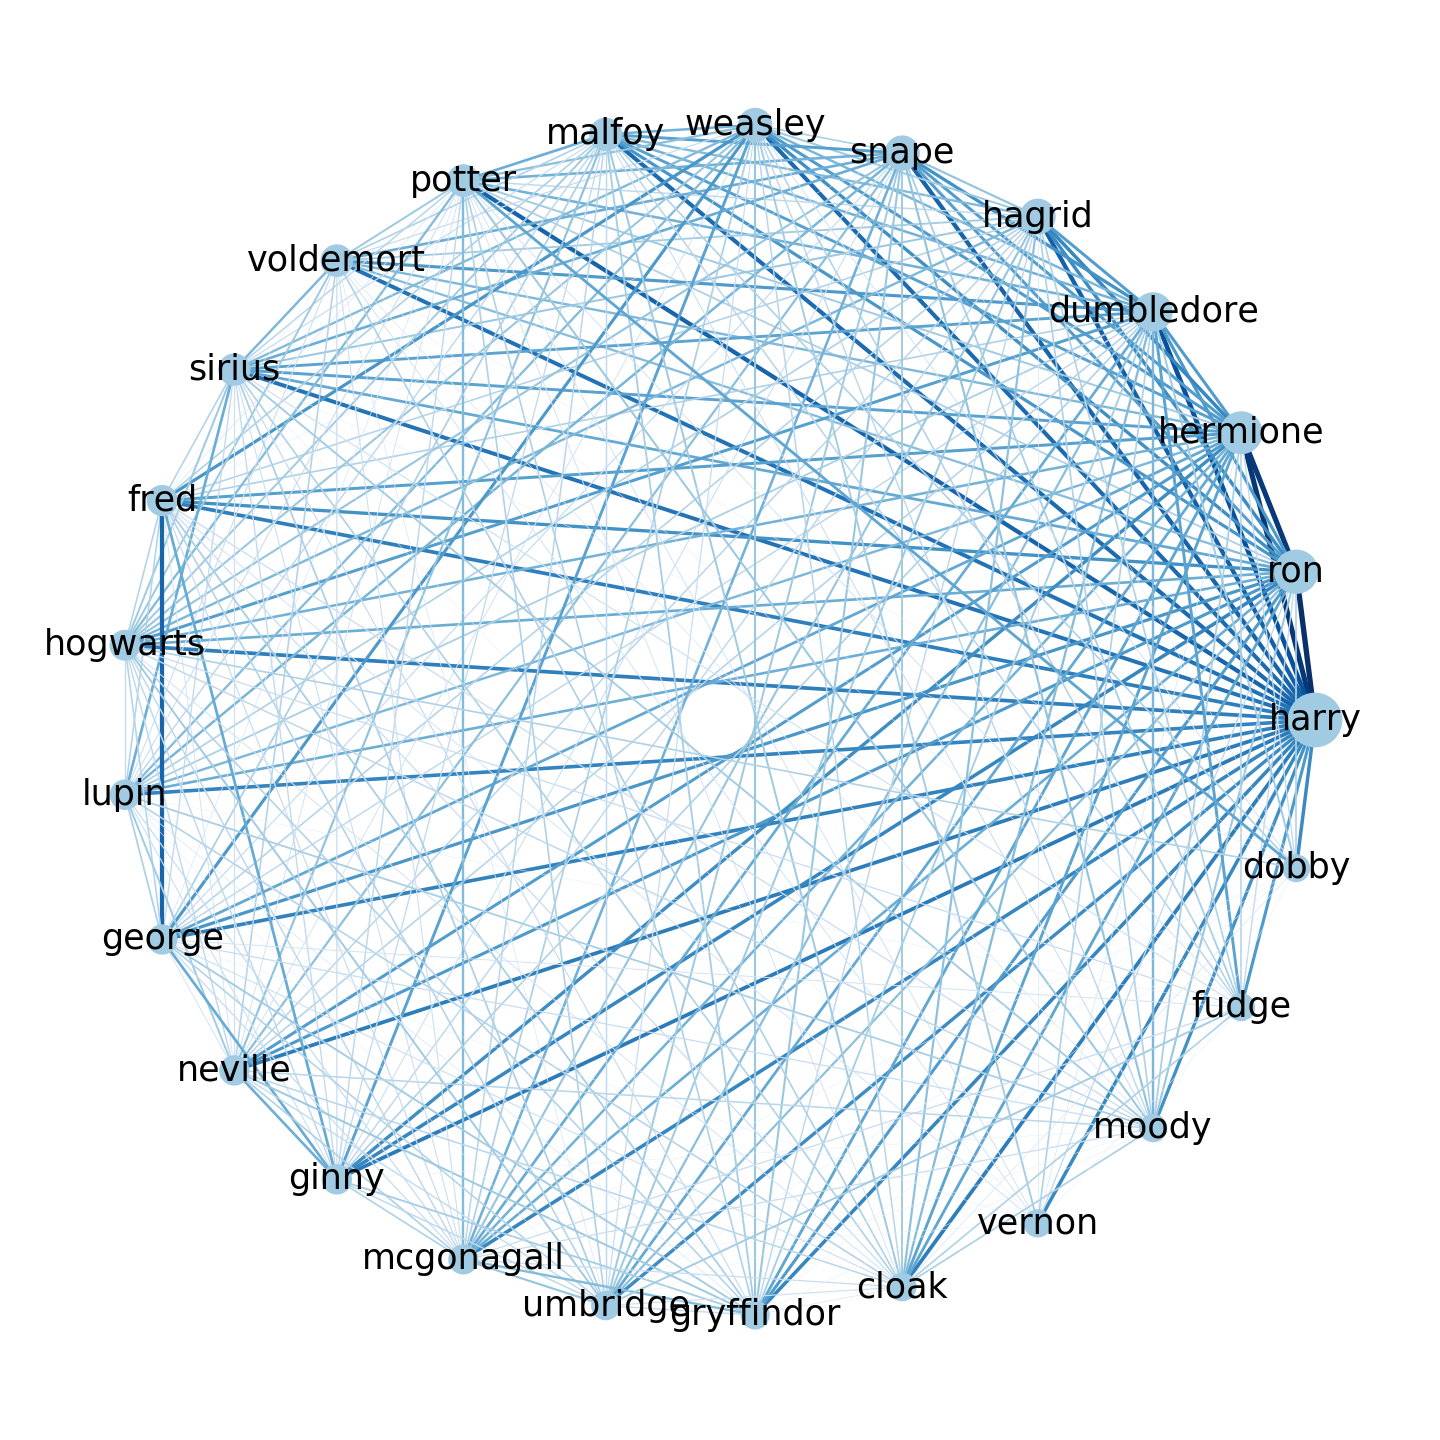 malfoy
weasley
snape
potter
hagrid
voldemort
dumbledore
sirius
hermione
fred
ron
hogwarts
harry
lupin
dobby
george
fudge
neville
moody
ginny
vernon
mcgonagall
cloak
umbridge
gryffindor